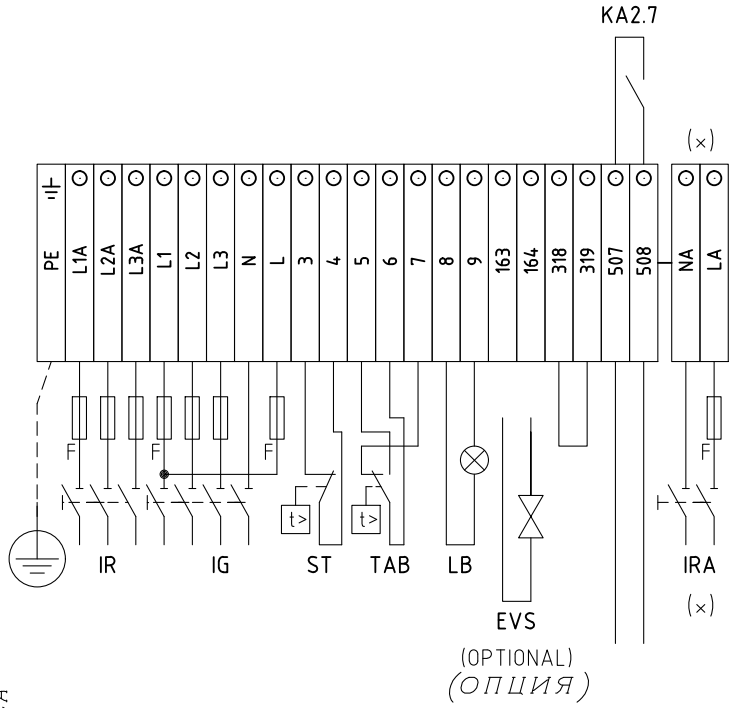 KA2.7
(x)
PE L1A L2A L3A L1 L2 L3 N L 3 4 5 6 7 8 9 163 164 318 319 507 508 NA LA
F F F F
t> t>
IR IG ST TAB LB IRA
EVS (x)
(OPTIONAL)
(ОПЦИЯ)